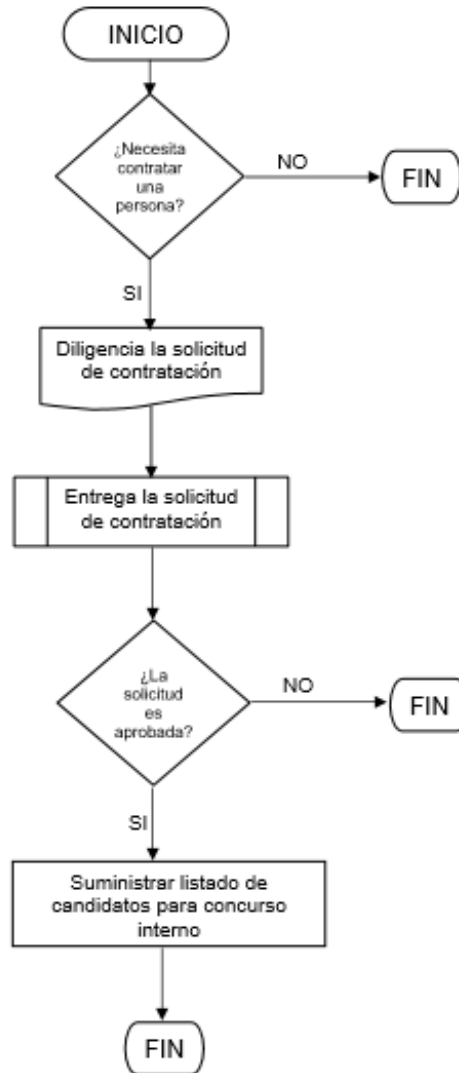 INICIO
¿Necesita
contratar
una
persona?
NO
FIN
SI
Diligencia la solicitud
de contratación
Entrega la solicitud
de contratación
¿La
solicitud
es
aprobada?
NO
FIN
SI
Suministrar listado de
candidatos para concurso
interno
FIN